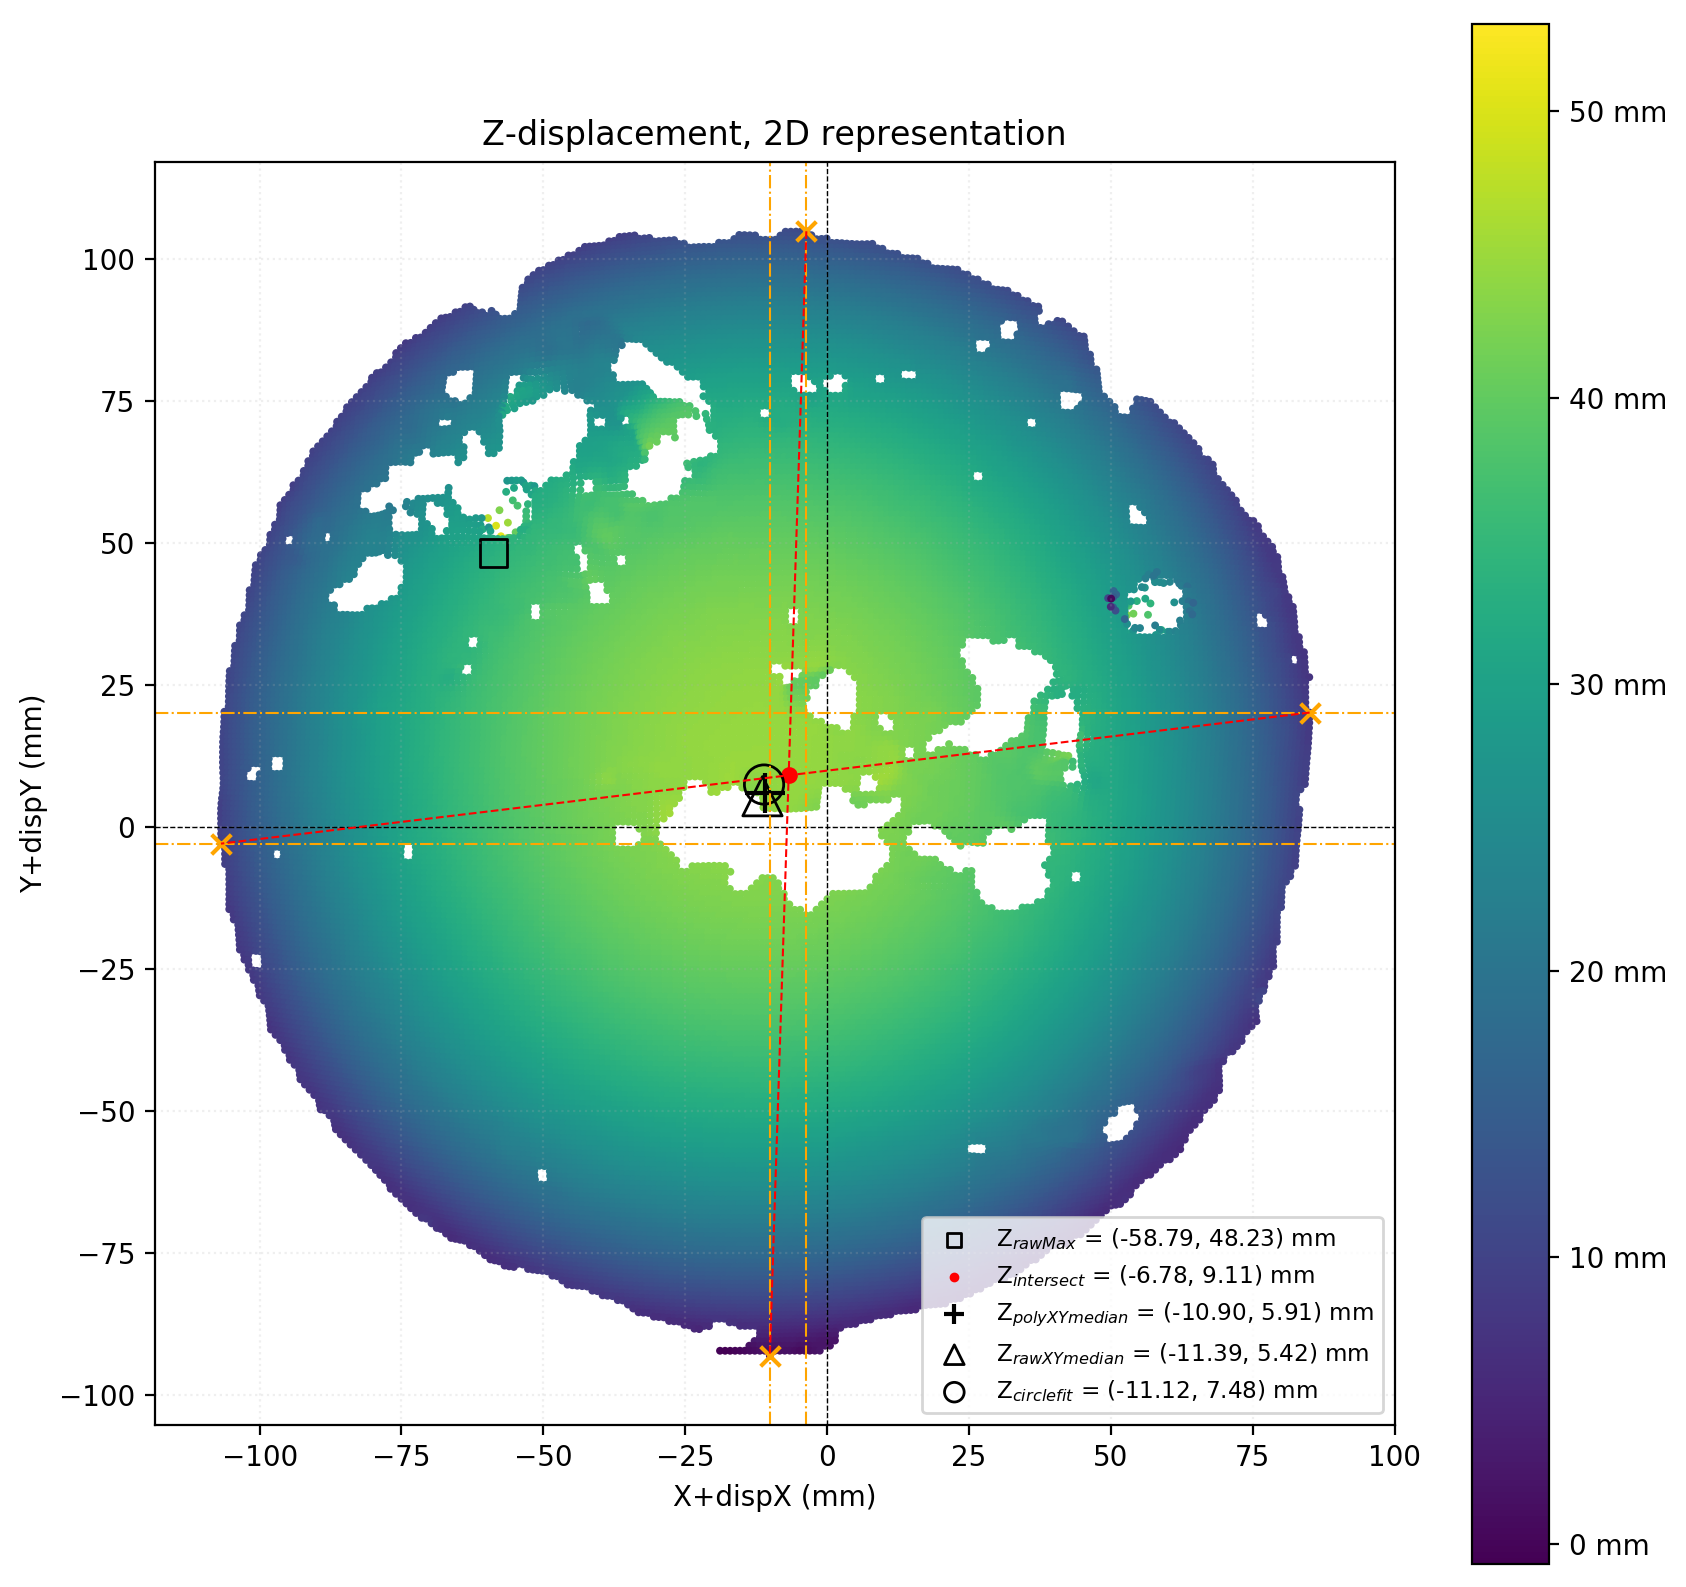 Z-displacement, 2D representation
50 mm
40 mm
30 mm
20 mm
10 mm
0 mm
Y+dispY (mm)
100
75
50
25
0
−25
−50
−75
−100
Z_rawMax = (-58.79, 48.23) mm
Z_intersect = (-6.78, 9.11) mm
Z_polyXYmedian = (-10.90, 5.91) mm
Z_rawXYmedian = (-11.39, 5.42) mm
Z_circlefit = (-11.12, 7.48) mm
−100 −75 −50 −25 0 25 50 75 100
X+dispX (mm)